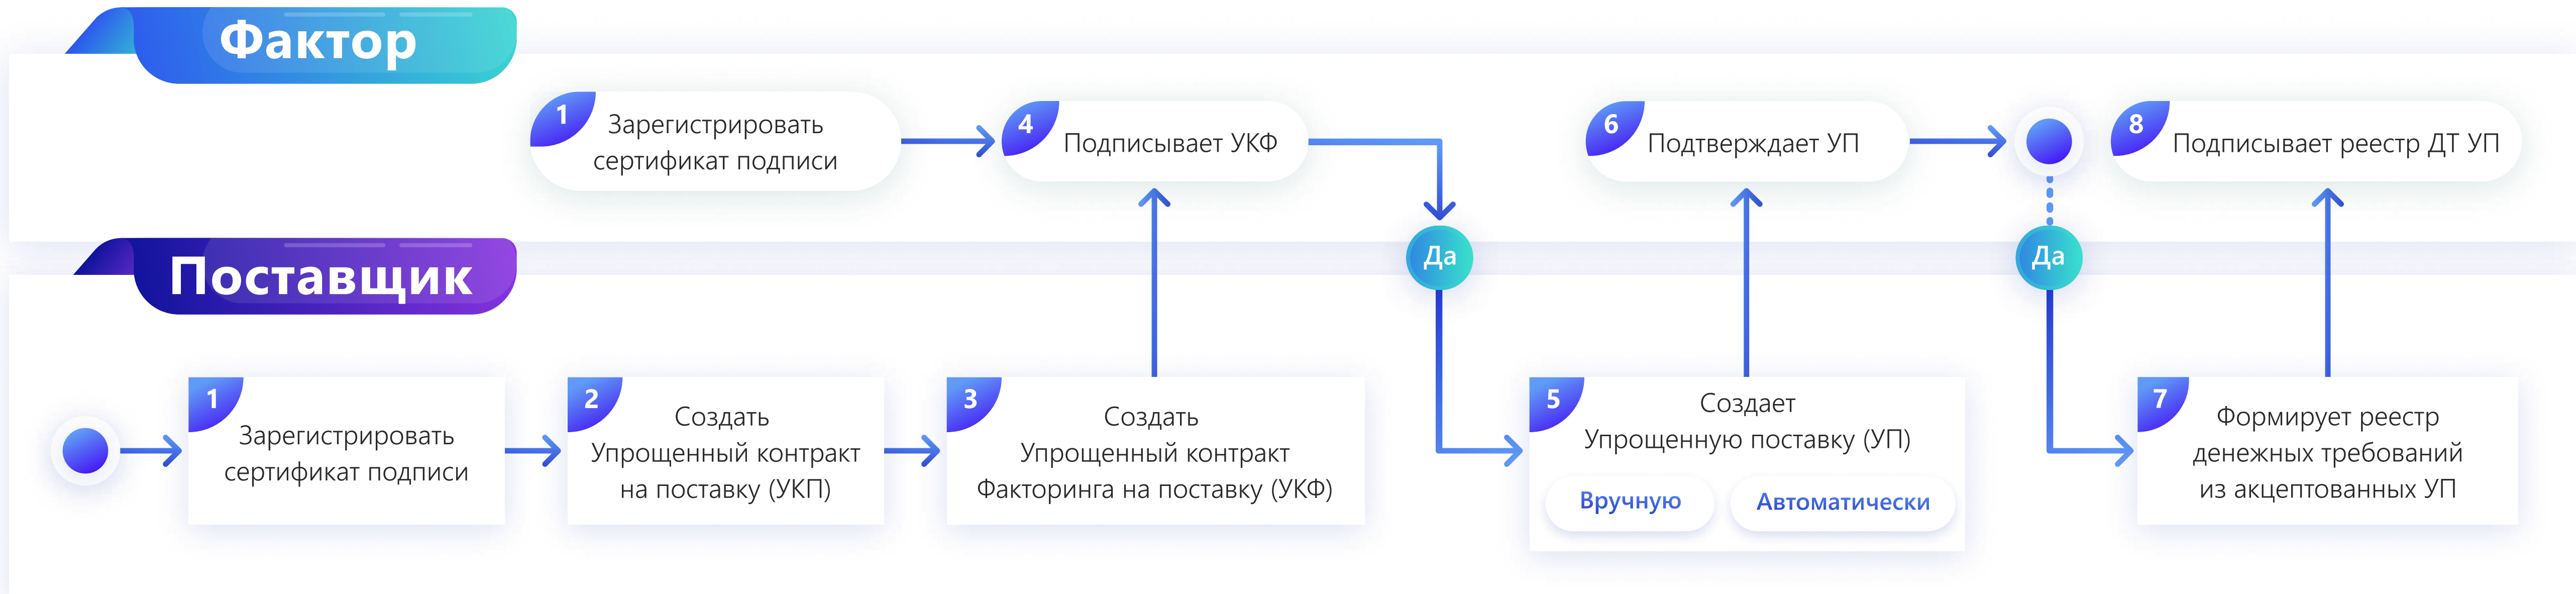 Фактор
1
Зарегистрировать
сертификат подписи
4
Подписывает УКФ
6
Подтверждает УП
8
Подписывает реестр ДТ УП
Да
Да
Поставщик
1
Зарегистрировать
сертификат подписи
2
Создать
Упрощенный контракт
на поставку (УКП)
3
Создать
Упрощенный контракт
Факторинга на поставку (УКФ)
5
Создает
Упрощенную поставку (УП)
Вручную
Автоматически
7
Формирует реестр
денежных требований
из акцептованных УП